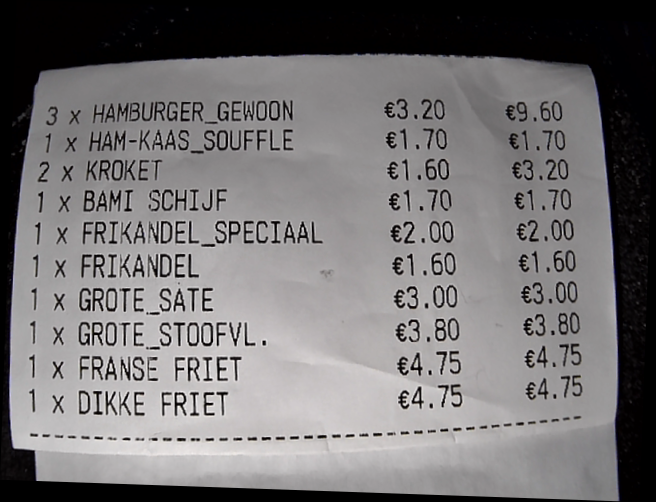 3 x HAMBURGER_GEWOON €3.20 €9.60
1 x HAM-KAAS_SOUFFLE €1.70 €1.70
2 x KROKET €1.60 €3.20
1 x BAMI SCHIJF €1.70 €1.70
1 x FRIKANDEL_SPECIAAL €2.00 €2.00
1 x FRIKANDEL €1.60 €1.60
1 x GROTE_SATE €3.00 €3.00
1 x GROTE_STOOFVL. €3.80 €3.80
1 x FRANSE FRIET €4.75 €4.75
1 x DIKKE FRIET €4.75 €4.75